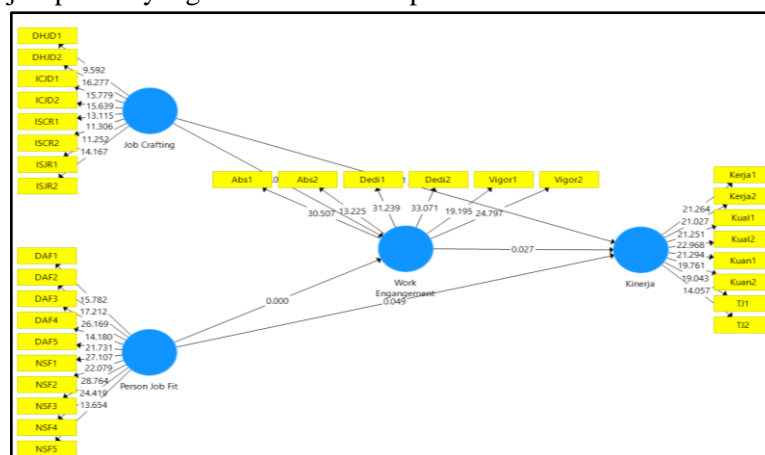 DHJD1
DHJD2
ICJD1
ICJD2
ISCR1
ISCR2
ISJR1
ISJR2
9.592
16.277
15.779
15.639
13.115
11.306
11.252
14.167
Job Crafting
Abs1
Abs2
Dedi1
Dedi2
Vigor1
Vigor2
30.507
13.225
31.239
33.071
19.195
24.797
Work
Engangement
0.027
0.049
0.000
Kerja1
Kerja2
Kual1
Kual2
Kuan1
Kuan2
TJ1
TJ2
21.264
21.027
21.251
22.968
21.294
19.761
19.043
14.057
Kinerja
DAF1
DAF2
DAF3
DAF4
DAF5
NSF1
NSF2
NSF3
NSF4
NSF5
15.782
17.212
26.169
14.180
21.731
27.107
22.079
28.764
24.419
13.654
Person Job Fit